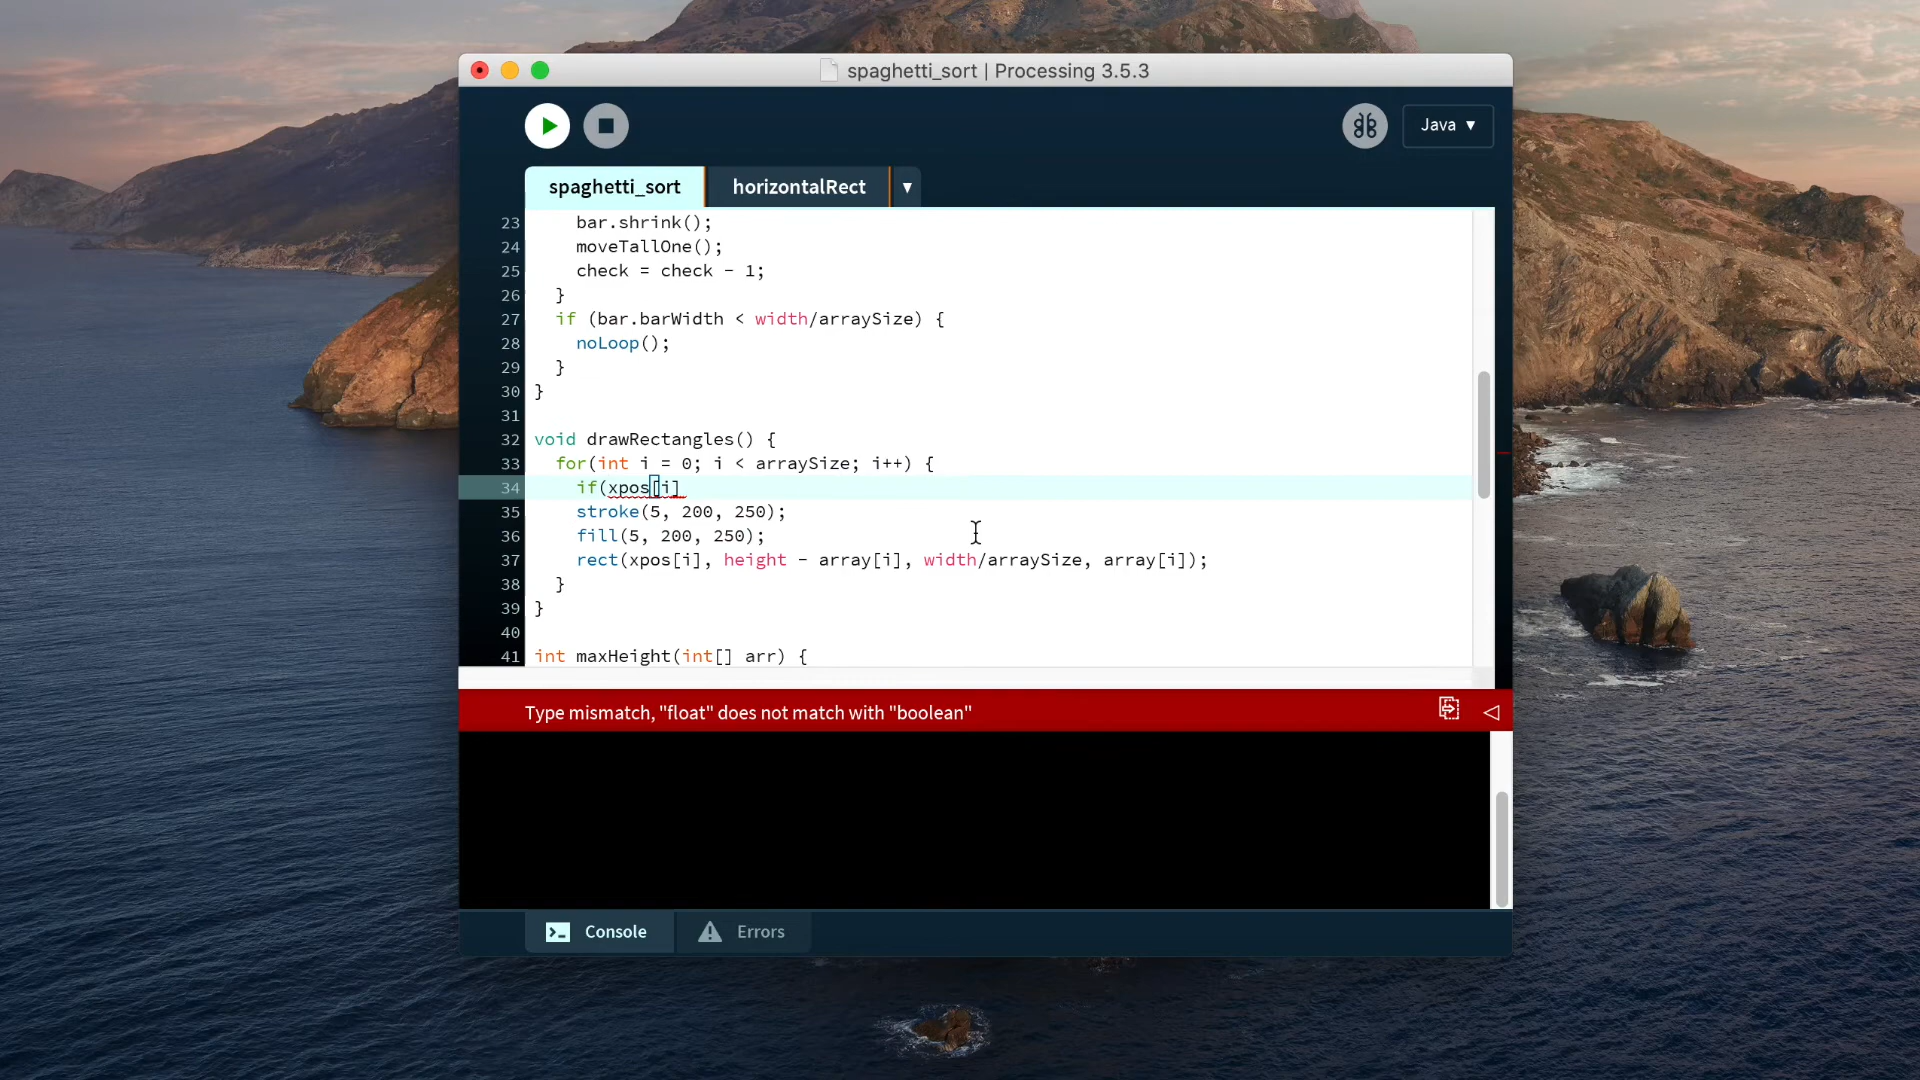 spaghetti_sort | Processing 3.5.3
Java ▼
spaghetti_sort horizontalRect ▼
23 bar.shrink();
24 moveTallOne();
25 check = check - 1;
26 }
27 if (bar.barWidth < width/arraySize) {
28 noLoop();
29 }
30 }
31
32 void drawRectangles() {
33 for(int i = 0; i < arraySize; i++) {
34 if(xpos[i]
35 stroke(5, 200, 250);
36 fill(5, 200, 250);
37 rect(xpos[i], height - array[i], width/arraySize, array[i]);
38 }
39 }
40
41 int maxHeight(int[] arr) {
Type mismatch, "float" does not match with "boolean"
Console Errors